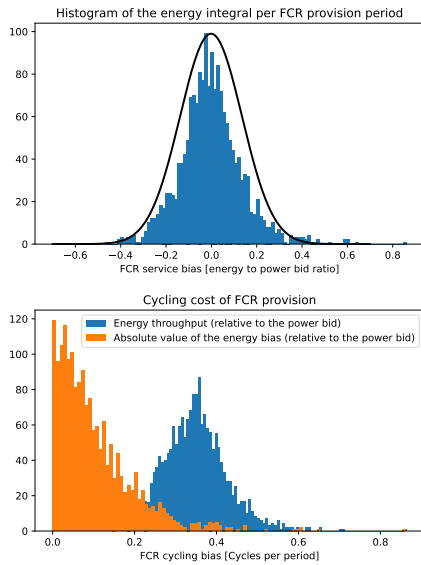 Histogram of the energy integral per FCR provision period
100
80
60
40
20
0
−0.6 −0.4 −0.2 0.0 0.2 0.4 0.6 0.8
FCR service bias [energy to power bid ratio]
Cycling cost of FCR provision
120
100
80
60
40
20
0
Energy throughput (relative to the power bid)
Absolute value of the energy bias (relative to the power bid)
0.0 0.2 0.4 0.6 0.8
FCR cycling bias [Cycles per period]